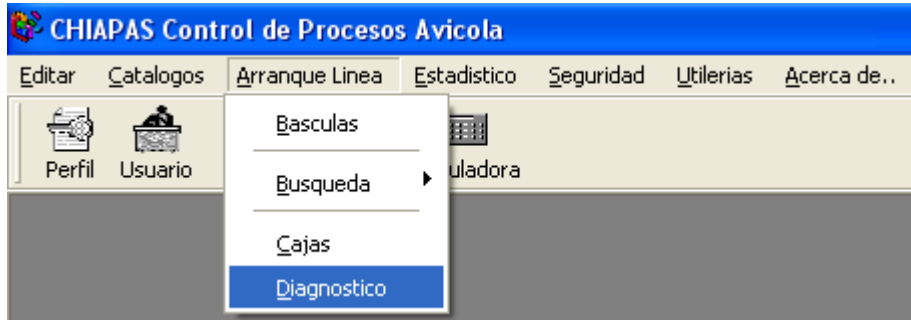 CHIAPAS Control de Procesos Avicola
Editar Catalogos Arranque Linea Estadistico Seguridad Utilerias Acerca de..
Perfil Usuario uladora
Basculas
Busqueda
Cajas
Diagnostico